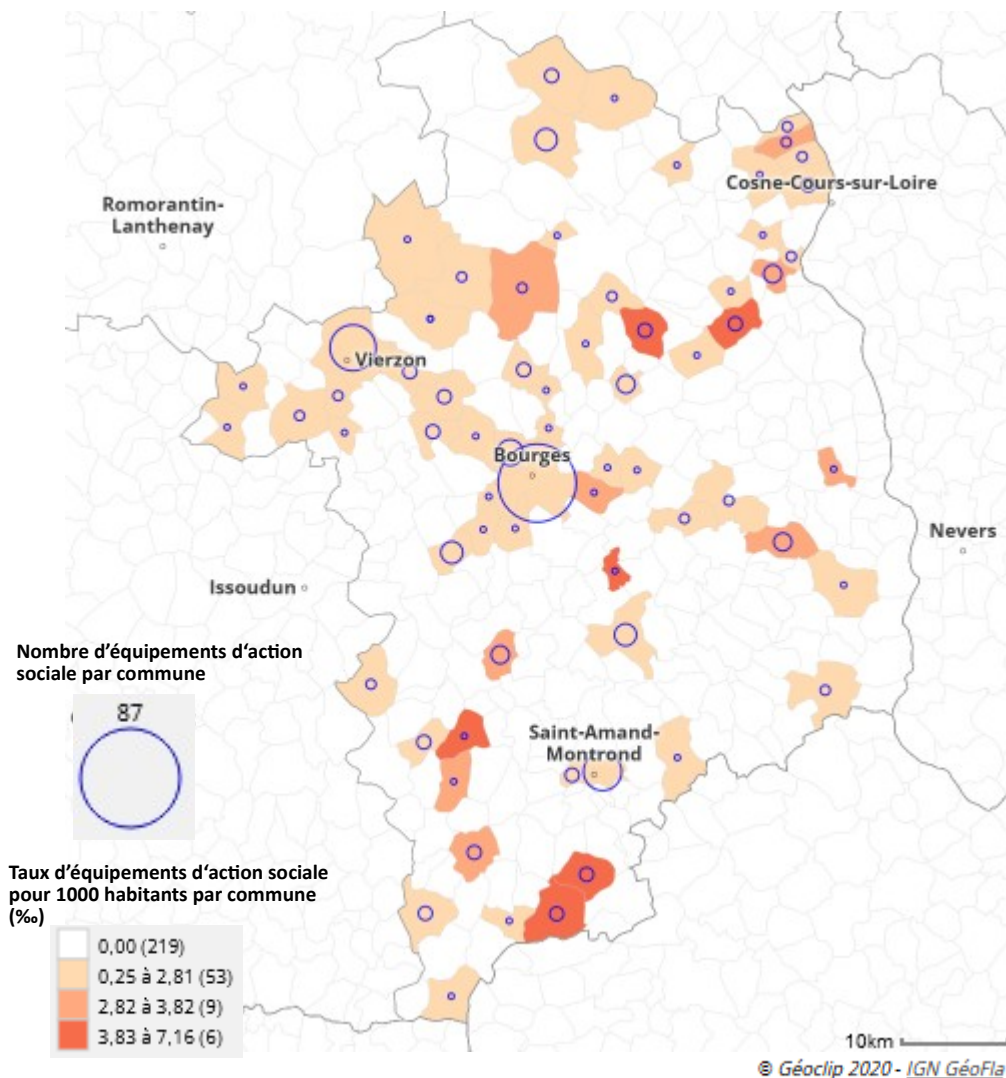 Cosne-Cours-sur-Loire
Romorantin-
Lanthenay
Vierzon
Bourges
Nevers
Issoudun
Nombre d'équipements d'action
sociale par commune
87
Saint-Amand-
Montrond
Taux d'équipements d'action sociale
pour 1000 habitants par commune
(‰)
0,00 (219)
0,25 à 2,81 (53)
2,82 à 3,82 (9)
3,83 à 7,16 (6)
10km
© Géoclip 2020 - IGN GéoFla